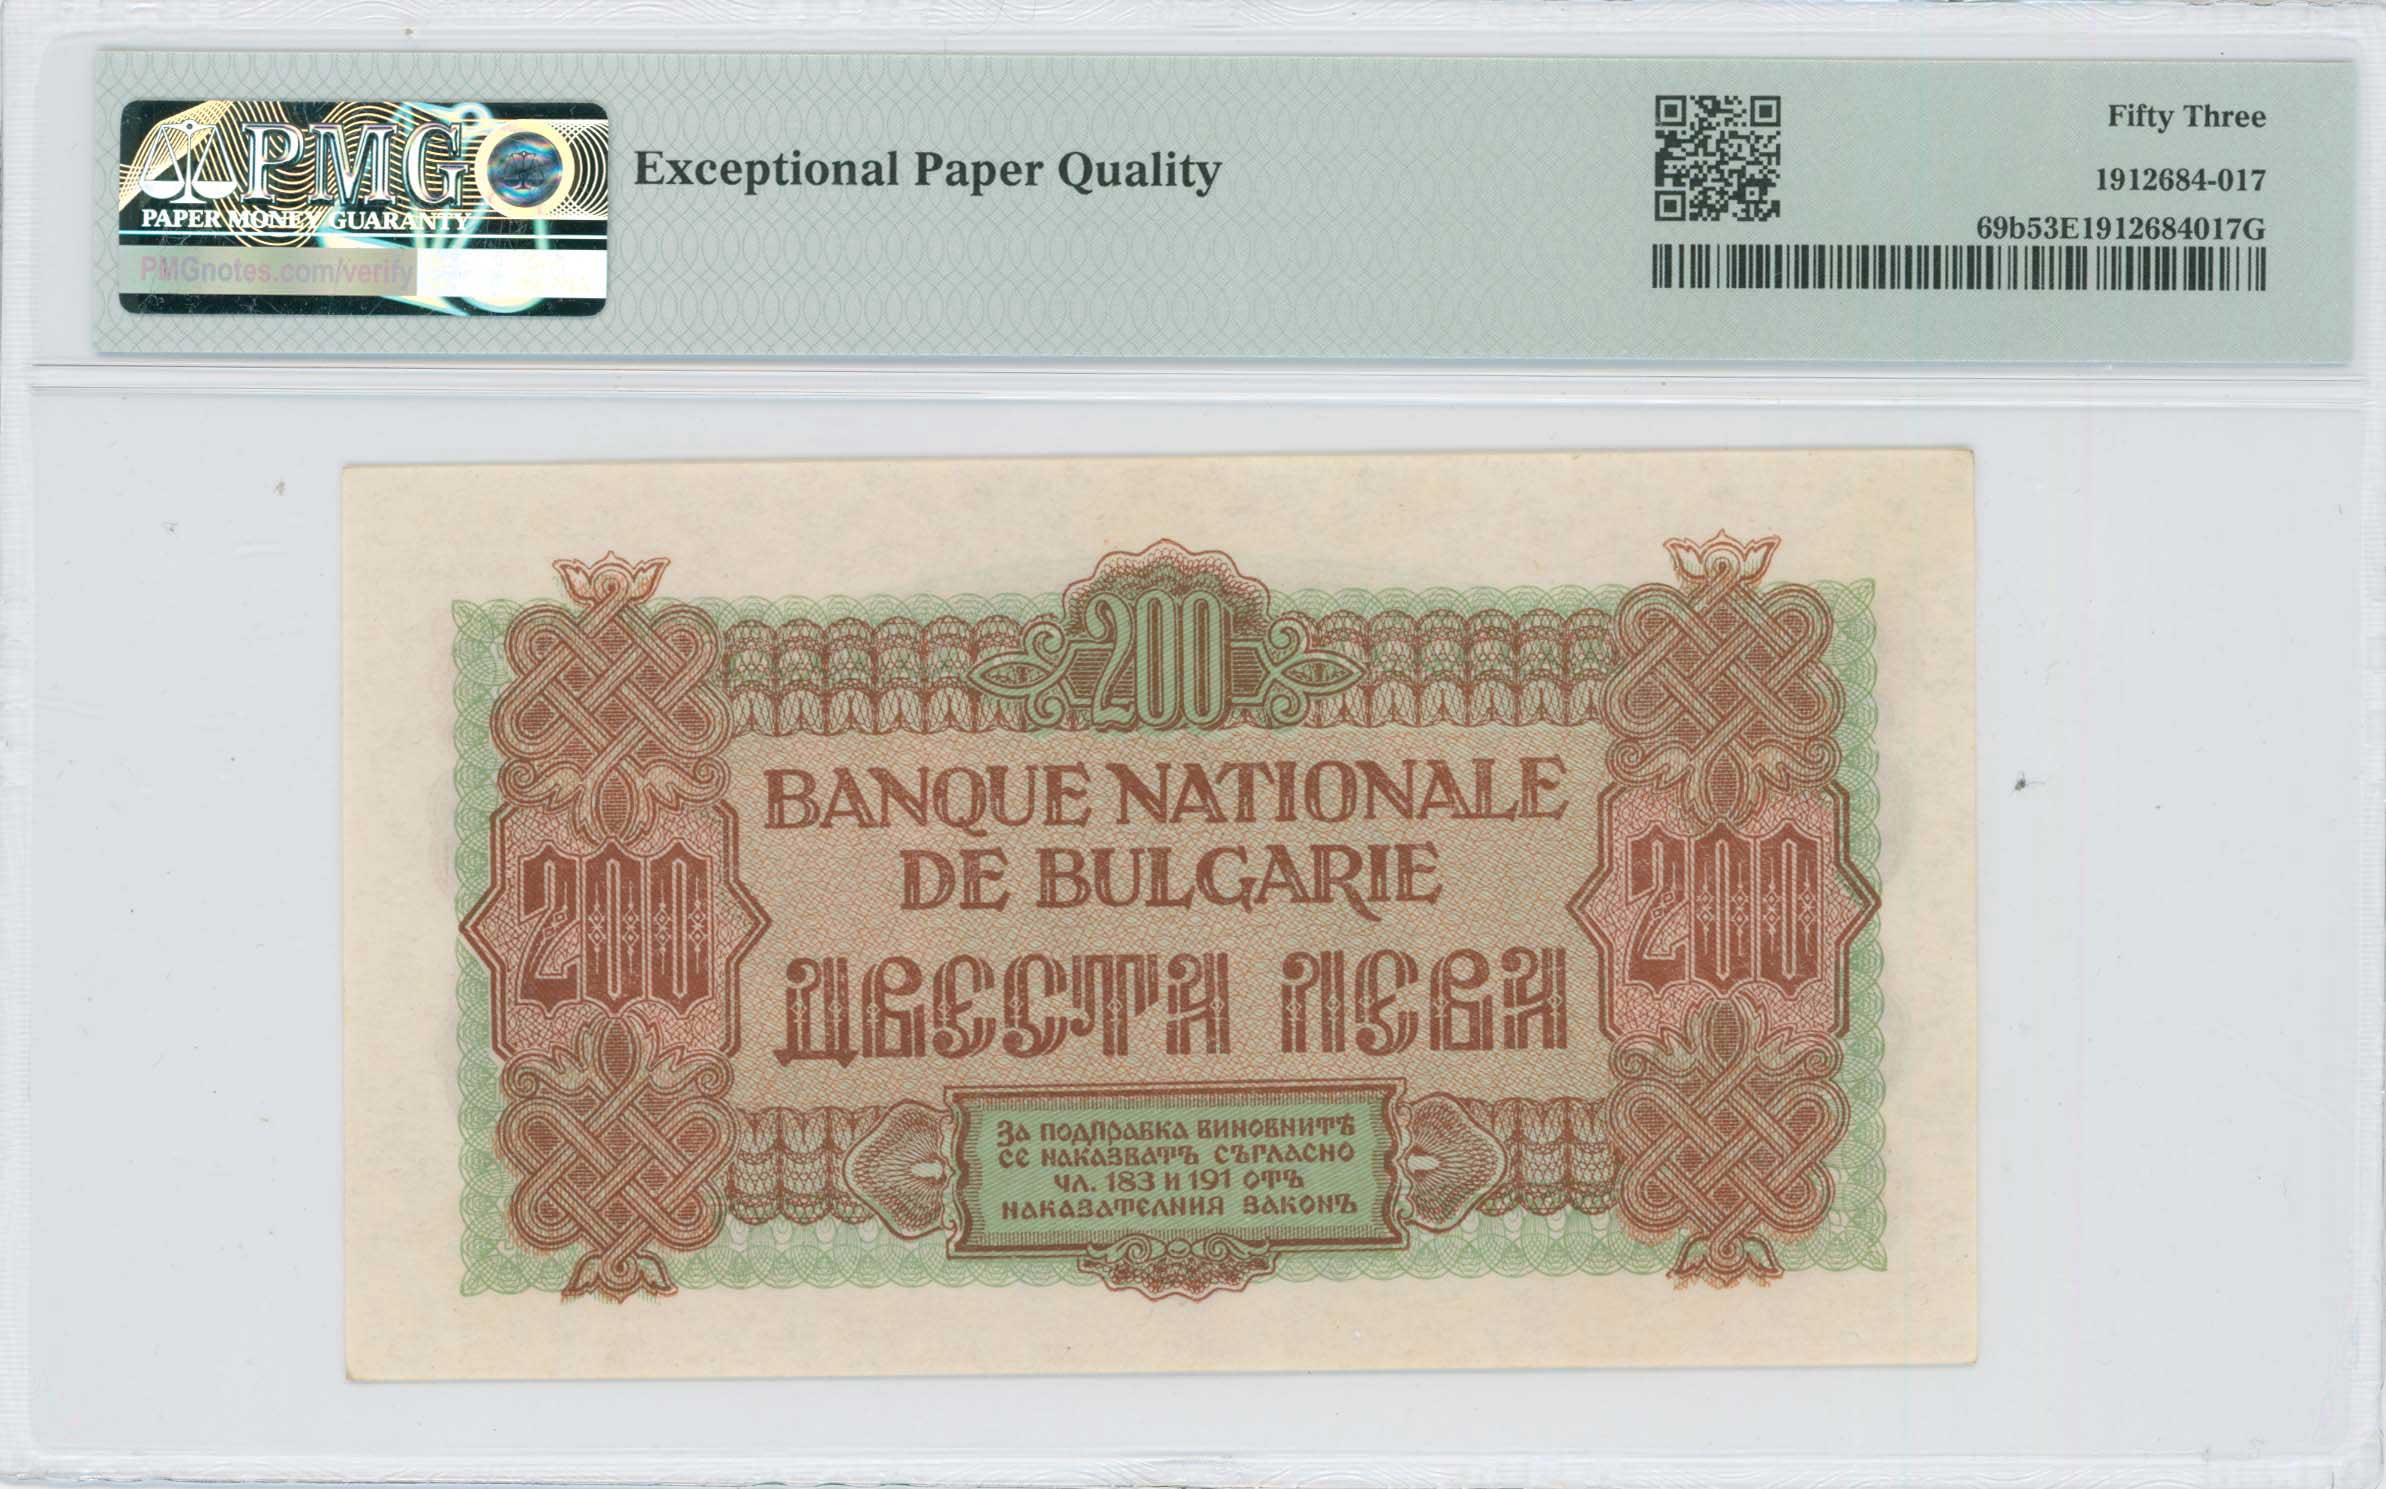 PMG
PAPER MONEY GUARANTY
PMGnotes.com/verify
Exceptional Paper Quality
Fifty Three
1912684-017
69b53E1912684017G
200
BANQUE NATIONALE
DE BULGARIE
200
200
ДВЕСТА ЛЕВА
За подправка виновнитѣ
се наказватъ съгласно
чл. 183 и 191 отъ
наказателния законъ